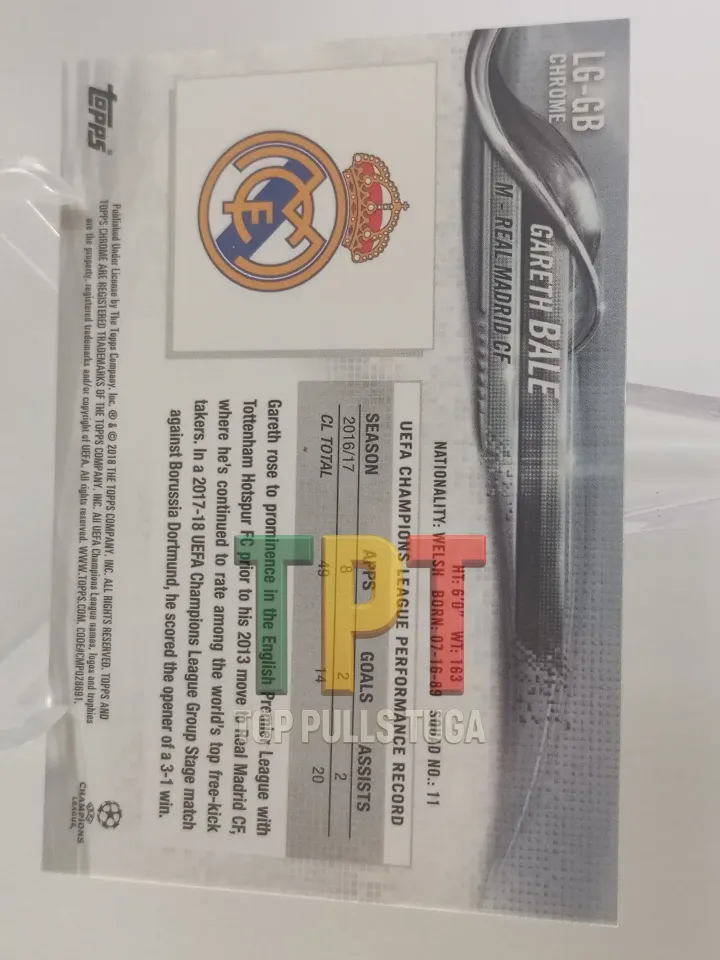 LG-GB
CHROME
GARETH BALE
M - REAL MADRID CF
HT: 6'0" WT: 163
NATIONALITY: WELSH BORN: 07-16-89 SQUAD NO.: 11
UEFA CHAMPIONS LEAGUE PERFORMANCE RECORD
SEASON APPS GOALS ASSISTS
2016/17 8 2 2
CL TOTAL 49 14 20
Gareth rose to prominence in the English Premier League with
Tottenham Hotspur FC prior to his 2013 move to Real Madrid CF,
where he's continued to rate among the world's top free-kick
takers. In a 2017-18 UEFA Champions League Group Stage match
against Borussia Dortmund, he scored the opener of a 3-1 win.
topps
Published Under License by The Topps Company, Inc. ® & © 2018 THE TOPPS COMPANY, INC. ALL RIGHTS RESERVED. TOPPS AND
TOPPS CHROME ARE REGISTERED TRADEMARKS OF THE TOPPS COMPANY, INC. All UEFA Champions League names, logos and trophies
are the property, registered trademarks and/or copyright of UEFA. All rights reserved. WWW.TOPPS.COM. CODE#CMPU28691.
UEFA
CHAMPIONS
LEAGUE
TPT
TOP PULLSTUGA